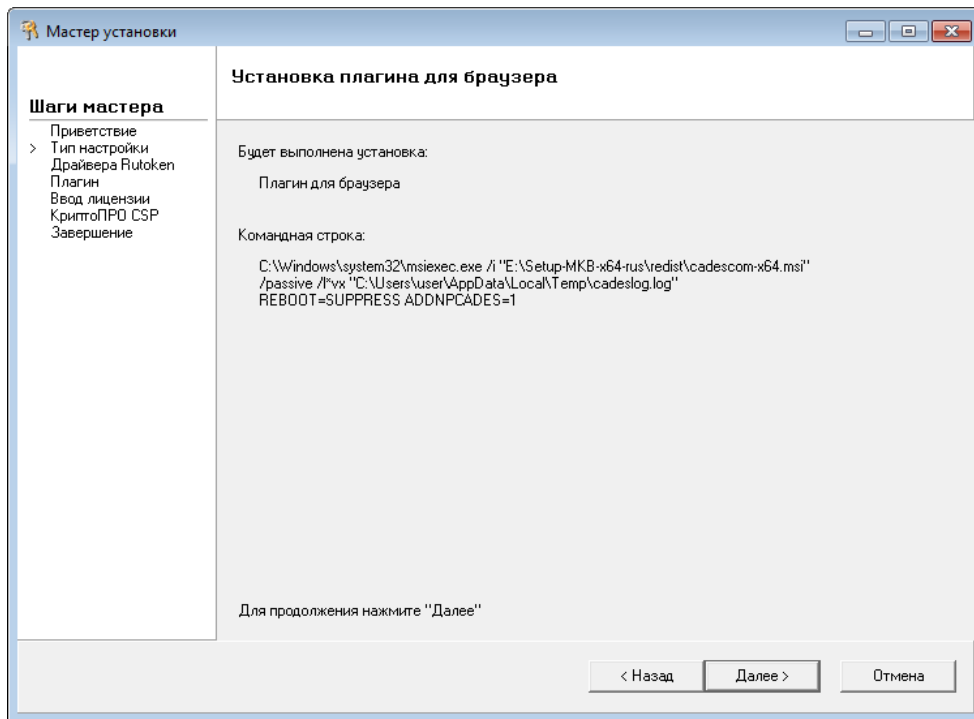 Мастер установки
Установка плагина для браузера
Шаги мастера
Приветствие
> Тип настройки
Драйвера Rutoken
Плагин
Ввод лицензии
КриптоПРО CSP
Завершение
Будет выполнена установка:
Плагин для браузера
Командная строка:
C:\Windows\system32\msiexec.exe /i "E:\Setup-MKB-x64-rus\redist\cadescom-x64.msi"
/passive /l*vx "C:\Users\user\AppData\Local\Temp\cadeslog.log"
REBOOT=SUPPRESS ADDNPCADES=1
Для продолжения нажмите "Далее"
< Назад
Далее >
Отмена